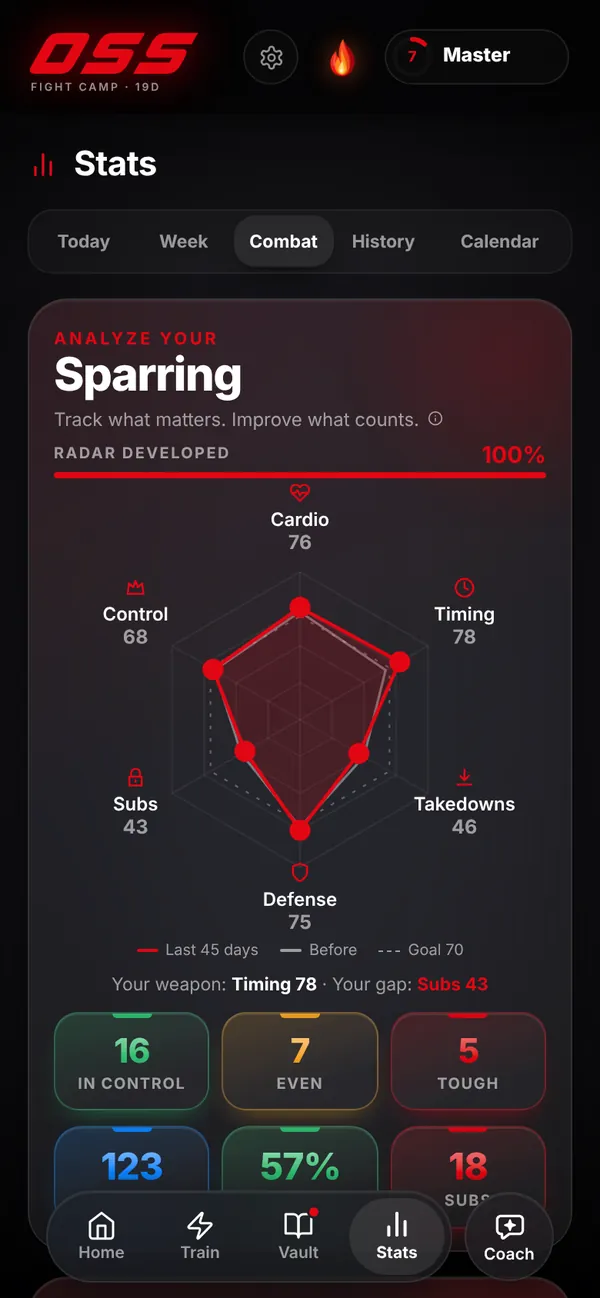 OSS
FIGHT CAMP · 19D
7
Master
Stats
Today Week Combat History Calendar
ANALYZE YOUR
Sparring
Track what matters. Improve what counts.
RADAR DEVELOPED 100%
Cardio
76
Control
68
Timing
78
Subs
43
Takedowns
46
Defense
75
Last 45 days Before Goal 70
Your weapon: Timing 78 · Your gap: Subs 43
16 7 5
IN CONTROL EVEN TOUGH
123 57% 18
SUBS
Home Train Vault Stats Coach